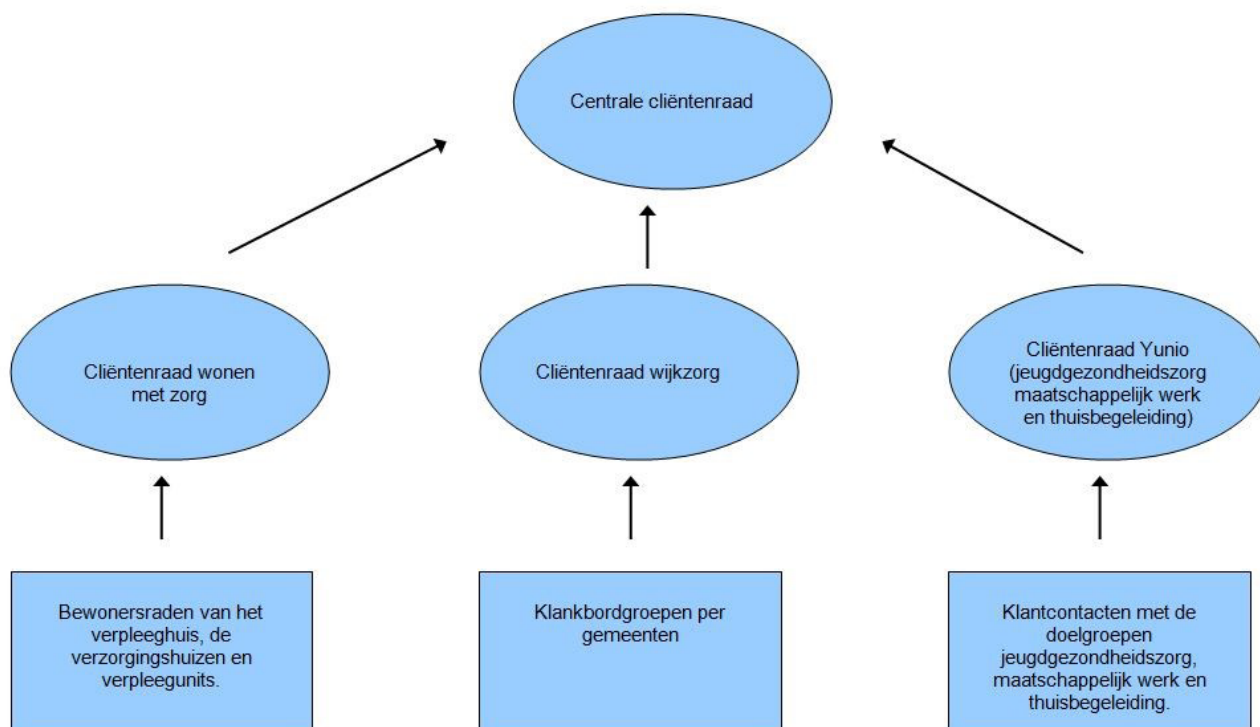 Centrale cliëntenraad
Cliëntenraad wonen
met zorg
Cliëntenraad wijkzorg
Cliëntenraad Yunio
(jeugdgezondheidszorg
maatschappelijk werk
en thuisbegeleiding)
Bewonersraden van het
verpleeghuis, de
verzorgingshuizen en
verpleegunits.
Klankbordgroepen per
gemeenten
Klantcontacten met de
doelgroepen
jeugdgezondheidszorg,
maatschappelijk werk en
thuisbegeleiding.